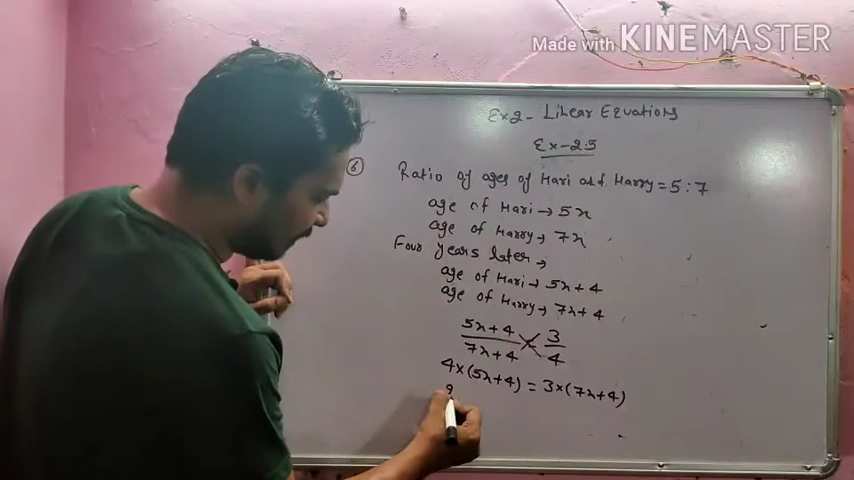 Made with KINEMASTER
Ex2- Linear Equations
Ex-2.5
6 Ratio of ages of Hari and Harry = 5:7
age of Hari → 5x
age of Harry → 7x
Four years later →
age of Hari → 5x+4
age of Harry → 7x+4
5x+4 = 3
7x+4 4
4×(5x+4) = 3×(7x+4)